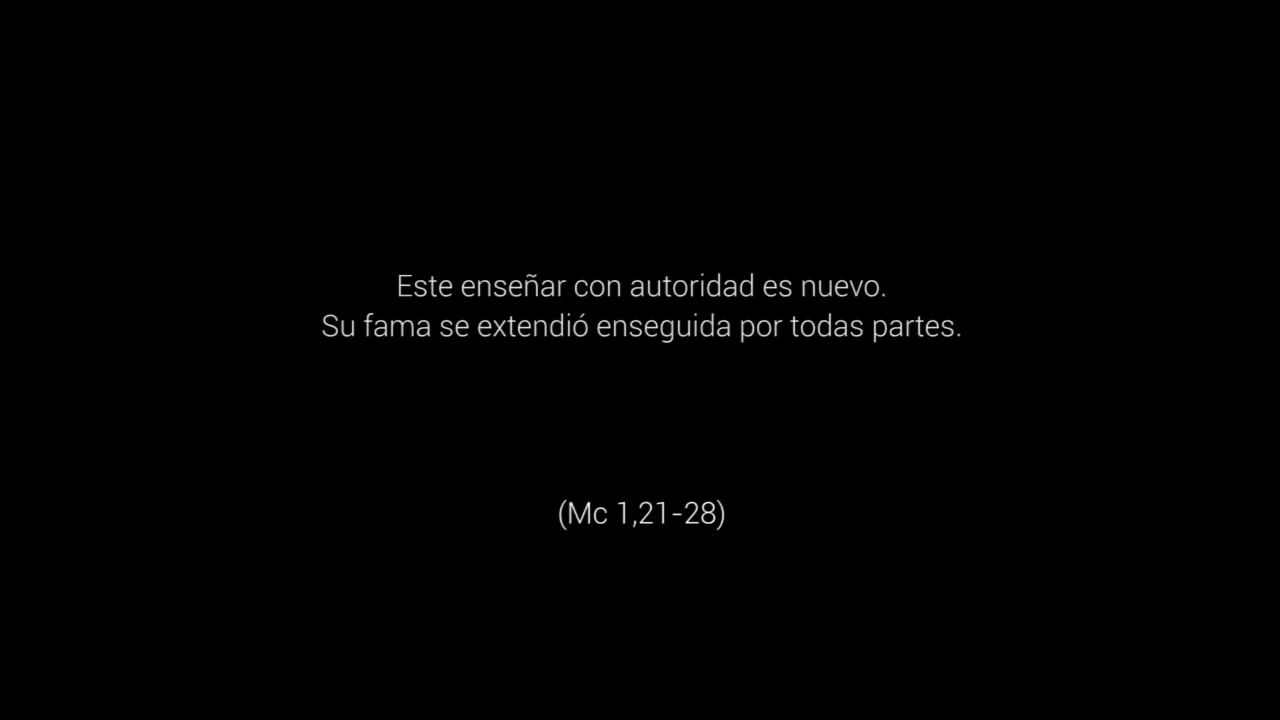 Este enseñar con autoridad es nuevo.
Su fama se extendió enseguida por todas partes.
(Mc 1,21-28)